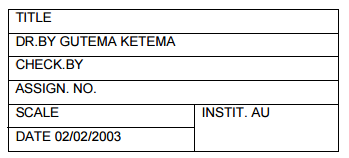 TITLE
DR.BY GUTEMA KETEMA
CHECK.BY
ASSIGN. NO.
SCALE
INSTIT. AU
DATE 02/02/2003